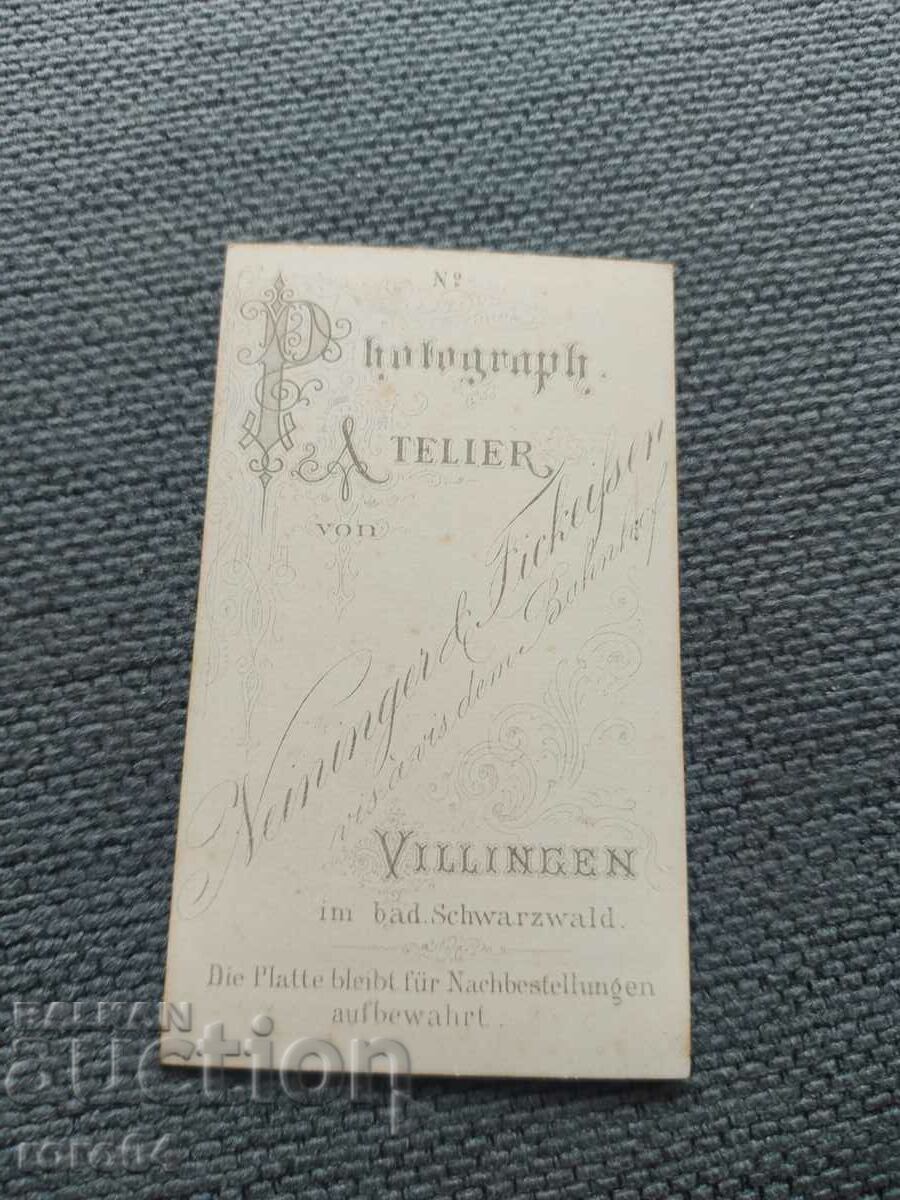 Nº
Photograph.
ATELIER
von
Neininger & Fickeisen
vis à vis dem Bahnhof
VILLINGEN
im bad. Schwarzwald.
Die Platte bleibt für Nachbestellungen
aufbewahrt.
BALKAN
auction
roro64